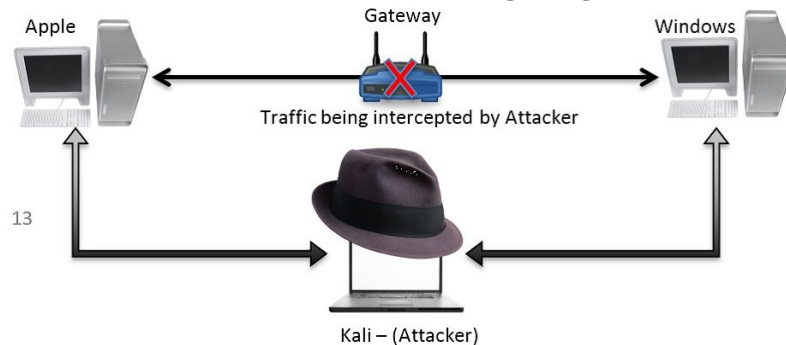 Gateway
Apple
Windows
Traffic being intercepted by Attacker
13
Kali – (Attacker)